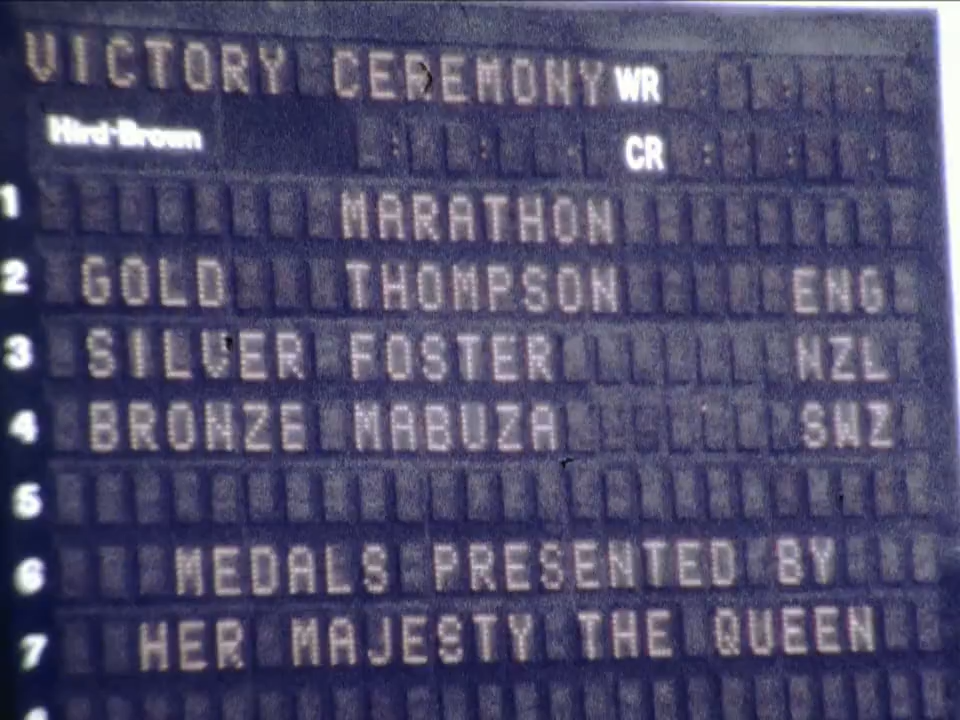 VICTORY CEREMONY WR
Hird-Brown CR
1 MARATHON
2 GOLD THOMPSON ENG
3 SILVER FOSTER NZL
4 BRONZE MABUZA SWZ
5
6 MEDALS PRESENTED BY
7 HER MAJESTY THE QUEEN